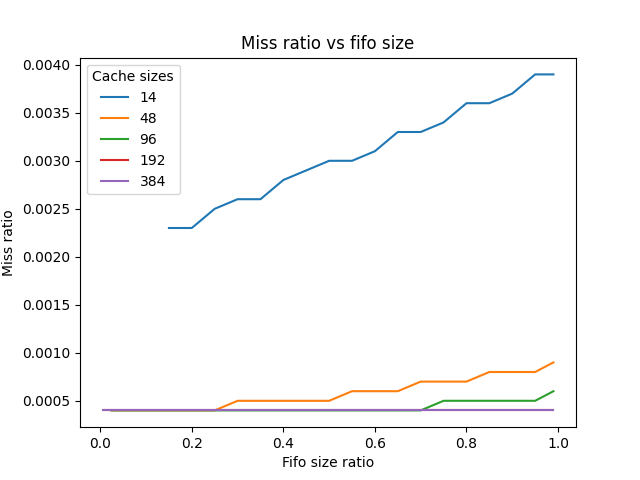 Miss ratio vs fifo size
Cache sizes
14
48
96
192
384
0.0040
0.0035
0.0030
0.0025
0.0020
0.0015
0.0010
0.0005
Miss ratio
0.0 0.2 0.4 0.6 0.8 1.0
Fifo size ratio